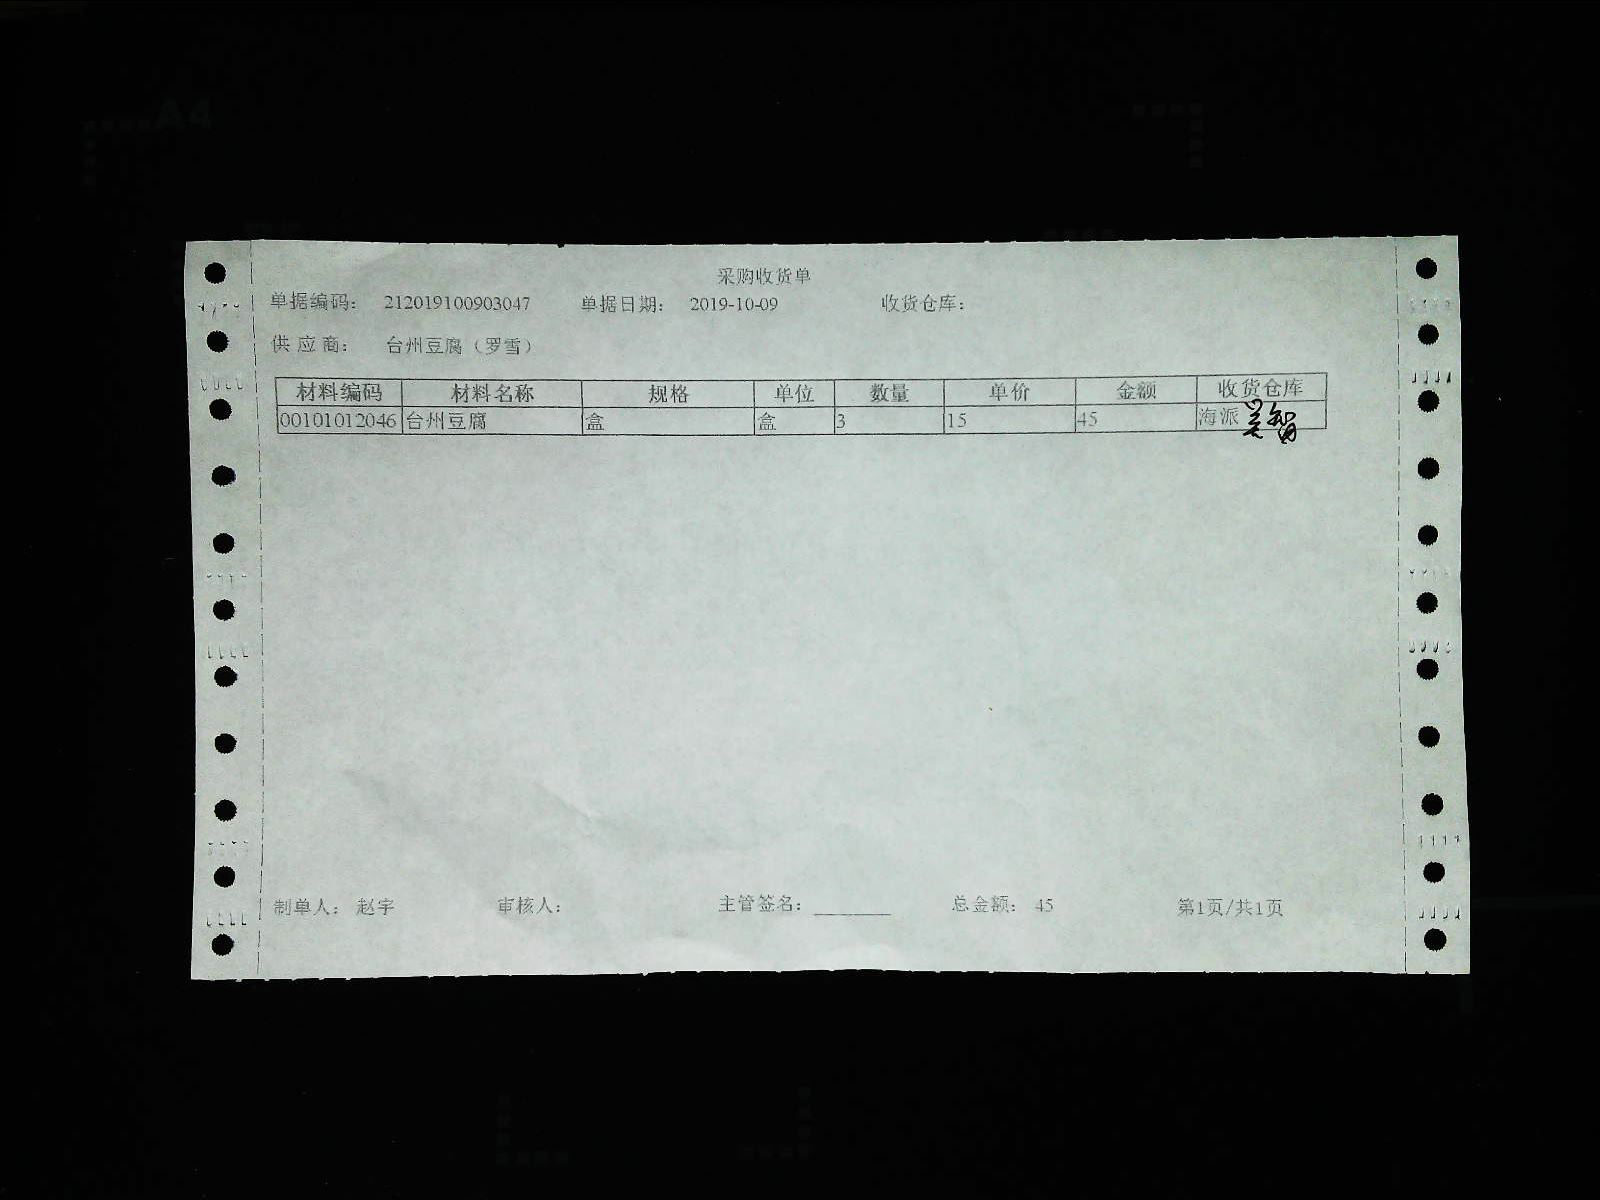 采购收货单
单据编码： 212019100903047 单据日期： 2019-10-09 收货仓库：
供应商： 台州豆腐（罗雪）
材料编码 材料名称 规格 单位 数量 单价 金额 收货仓库
00101012046 台州豆腐 盒 盒 3 15 45 海派
制单人： 赵宇 审核人： 主管签名：________ 总金额： 45 第1页/共1页